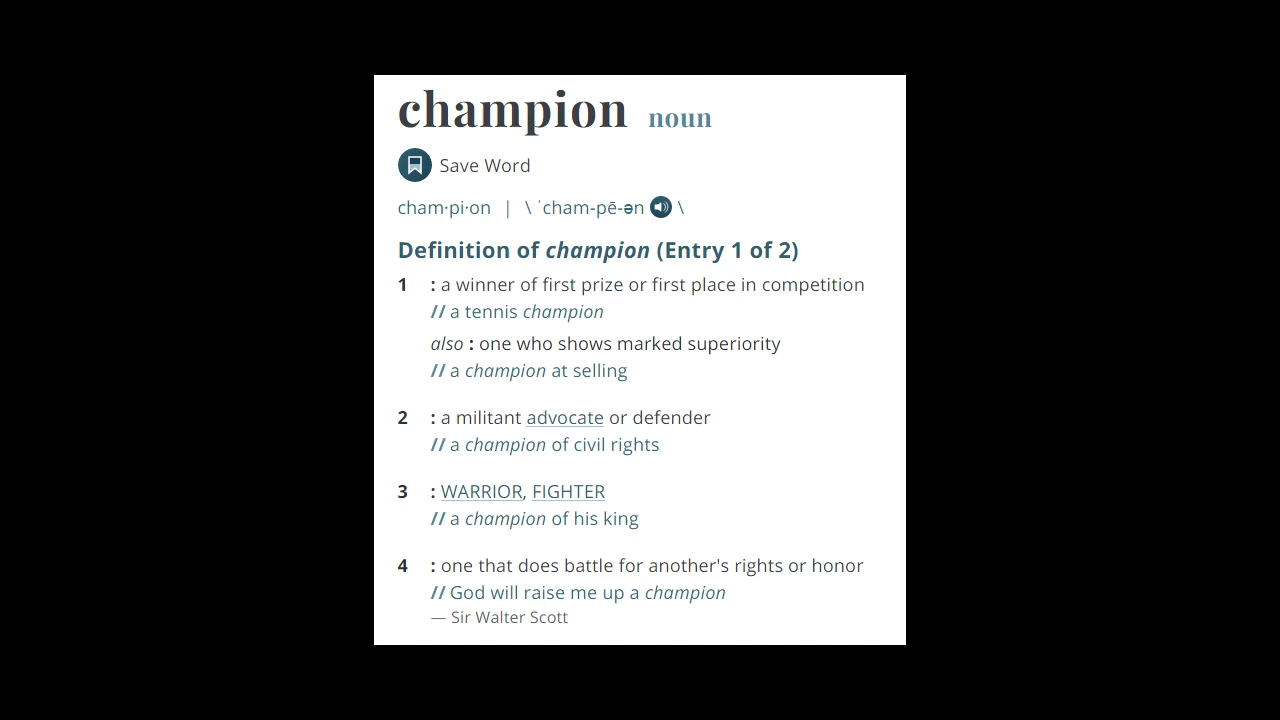 champion noun
Save Word
cham·pi·on | \ ˈcham-pē-ən \
Definition of champion (Entry 1 of 2)
1 : a winner of first prize or first place in competition
// a tennis champion
also : one who shows marked superiority
// a champion at selling
2 : a militant advocate or defender
// a champion of civil rights
3 : WARRIOR, FIGHTER
// a champion of his king
4 : one that does battle for another's rights or honor
// God will raise me up a champion
— Sir Walter Scott